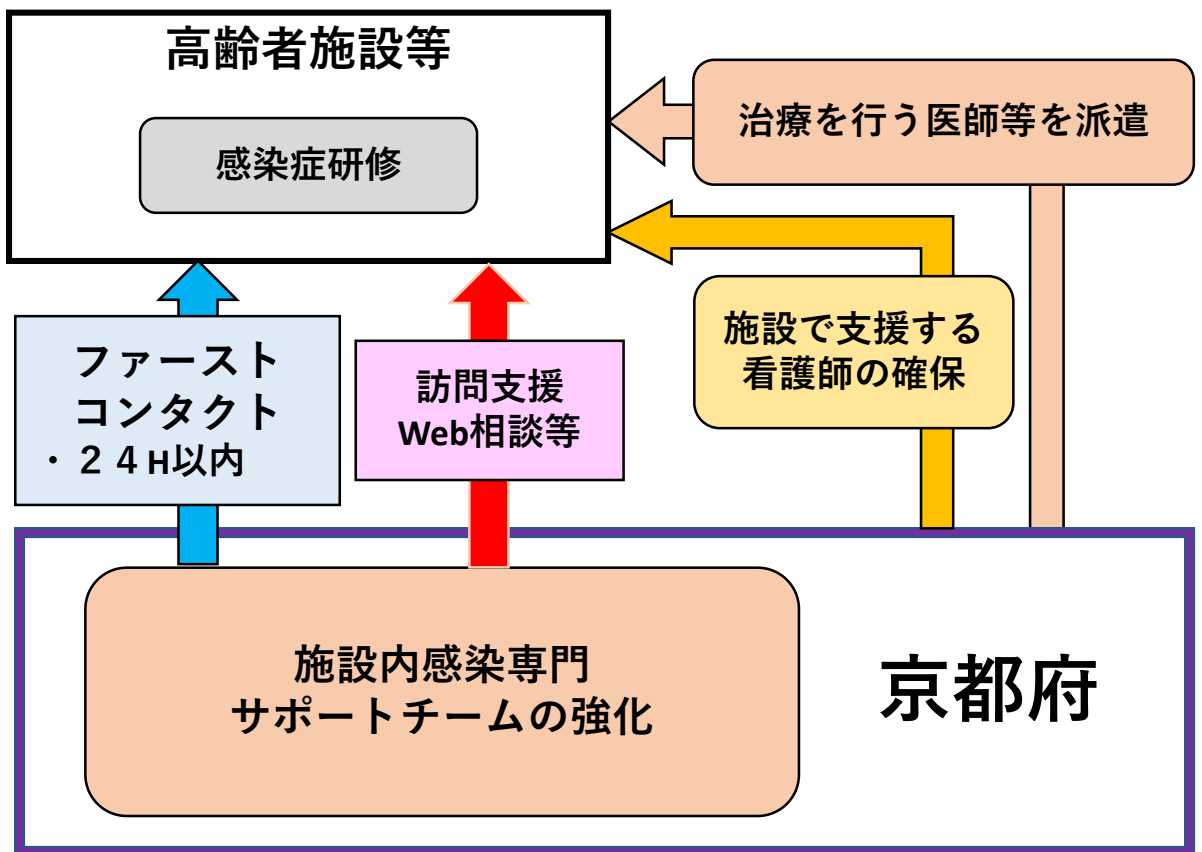 高齢者施設等
感染症研修
治療を行う医師等を派遣
施設で支援する
看護師の確保
ファースト
コンタクト
・２４H以内
訪問支援
Web相談等
施設内感染専門
サポートチームの強化
京都府